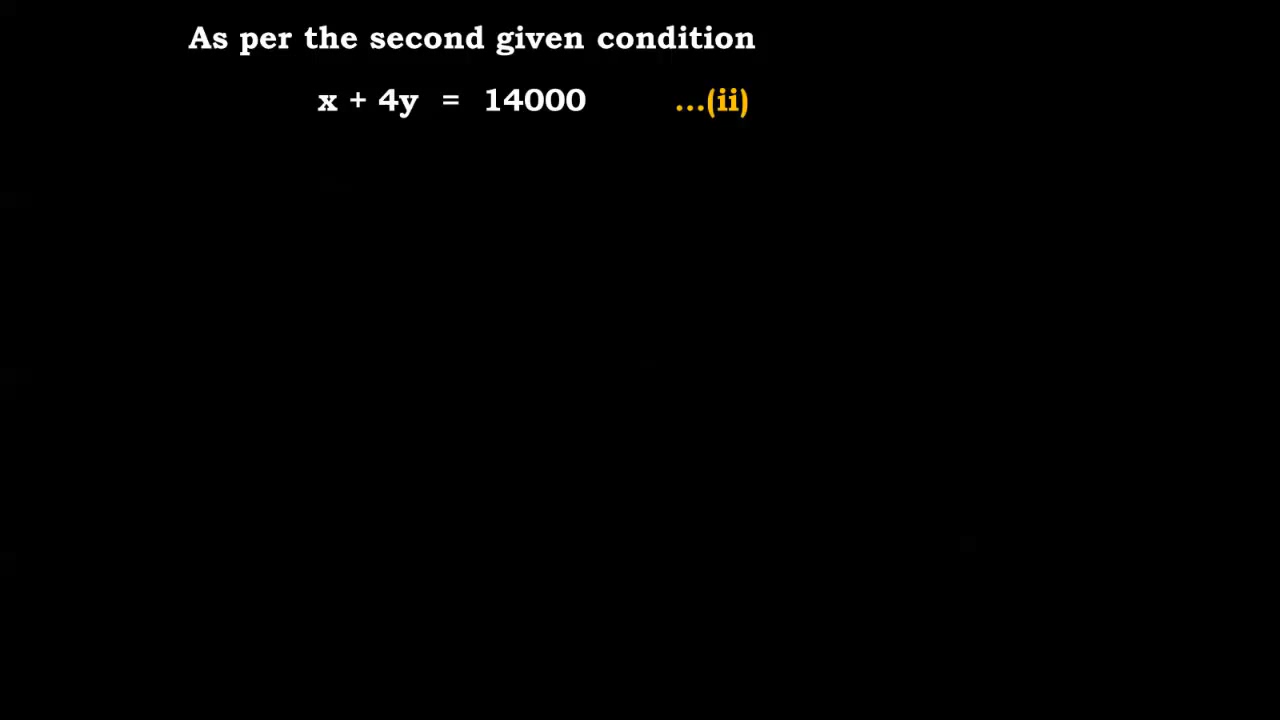 As per the second given condition
x + 4y = 14000 ...(ii)